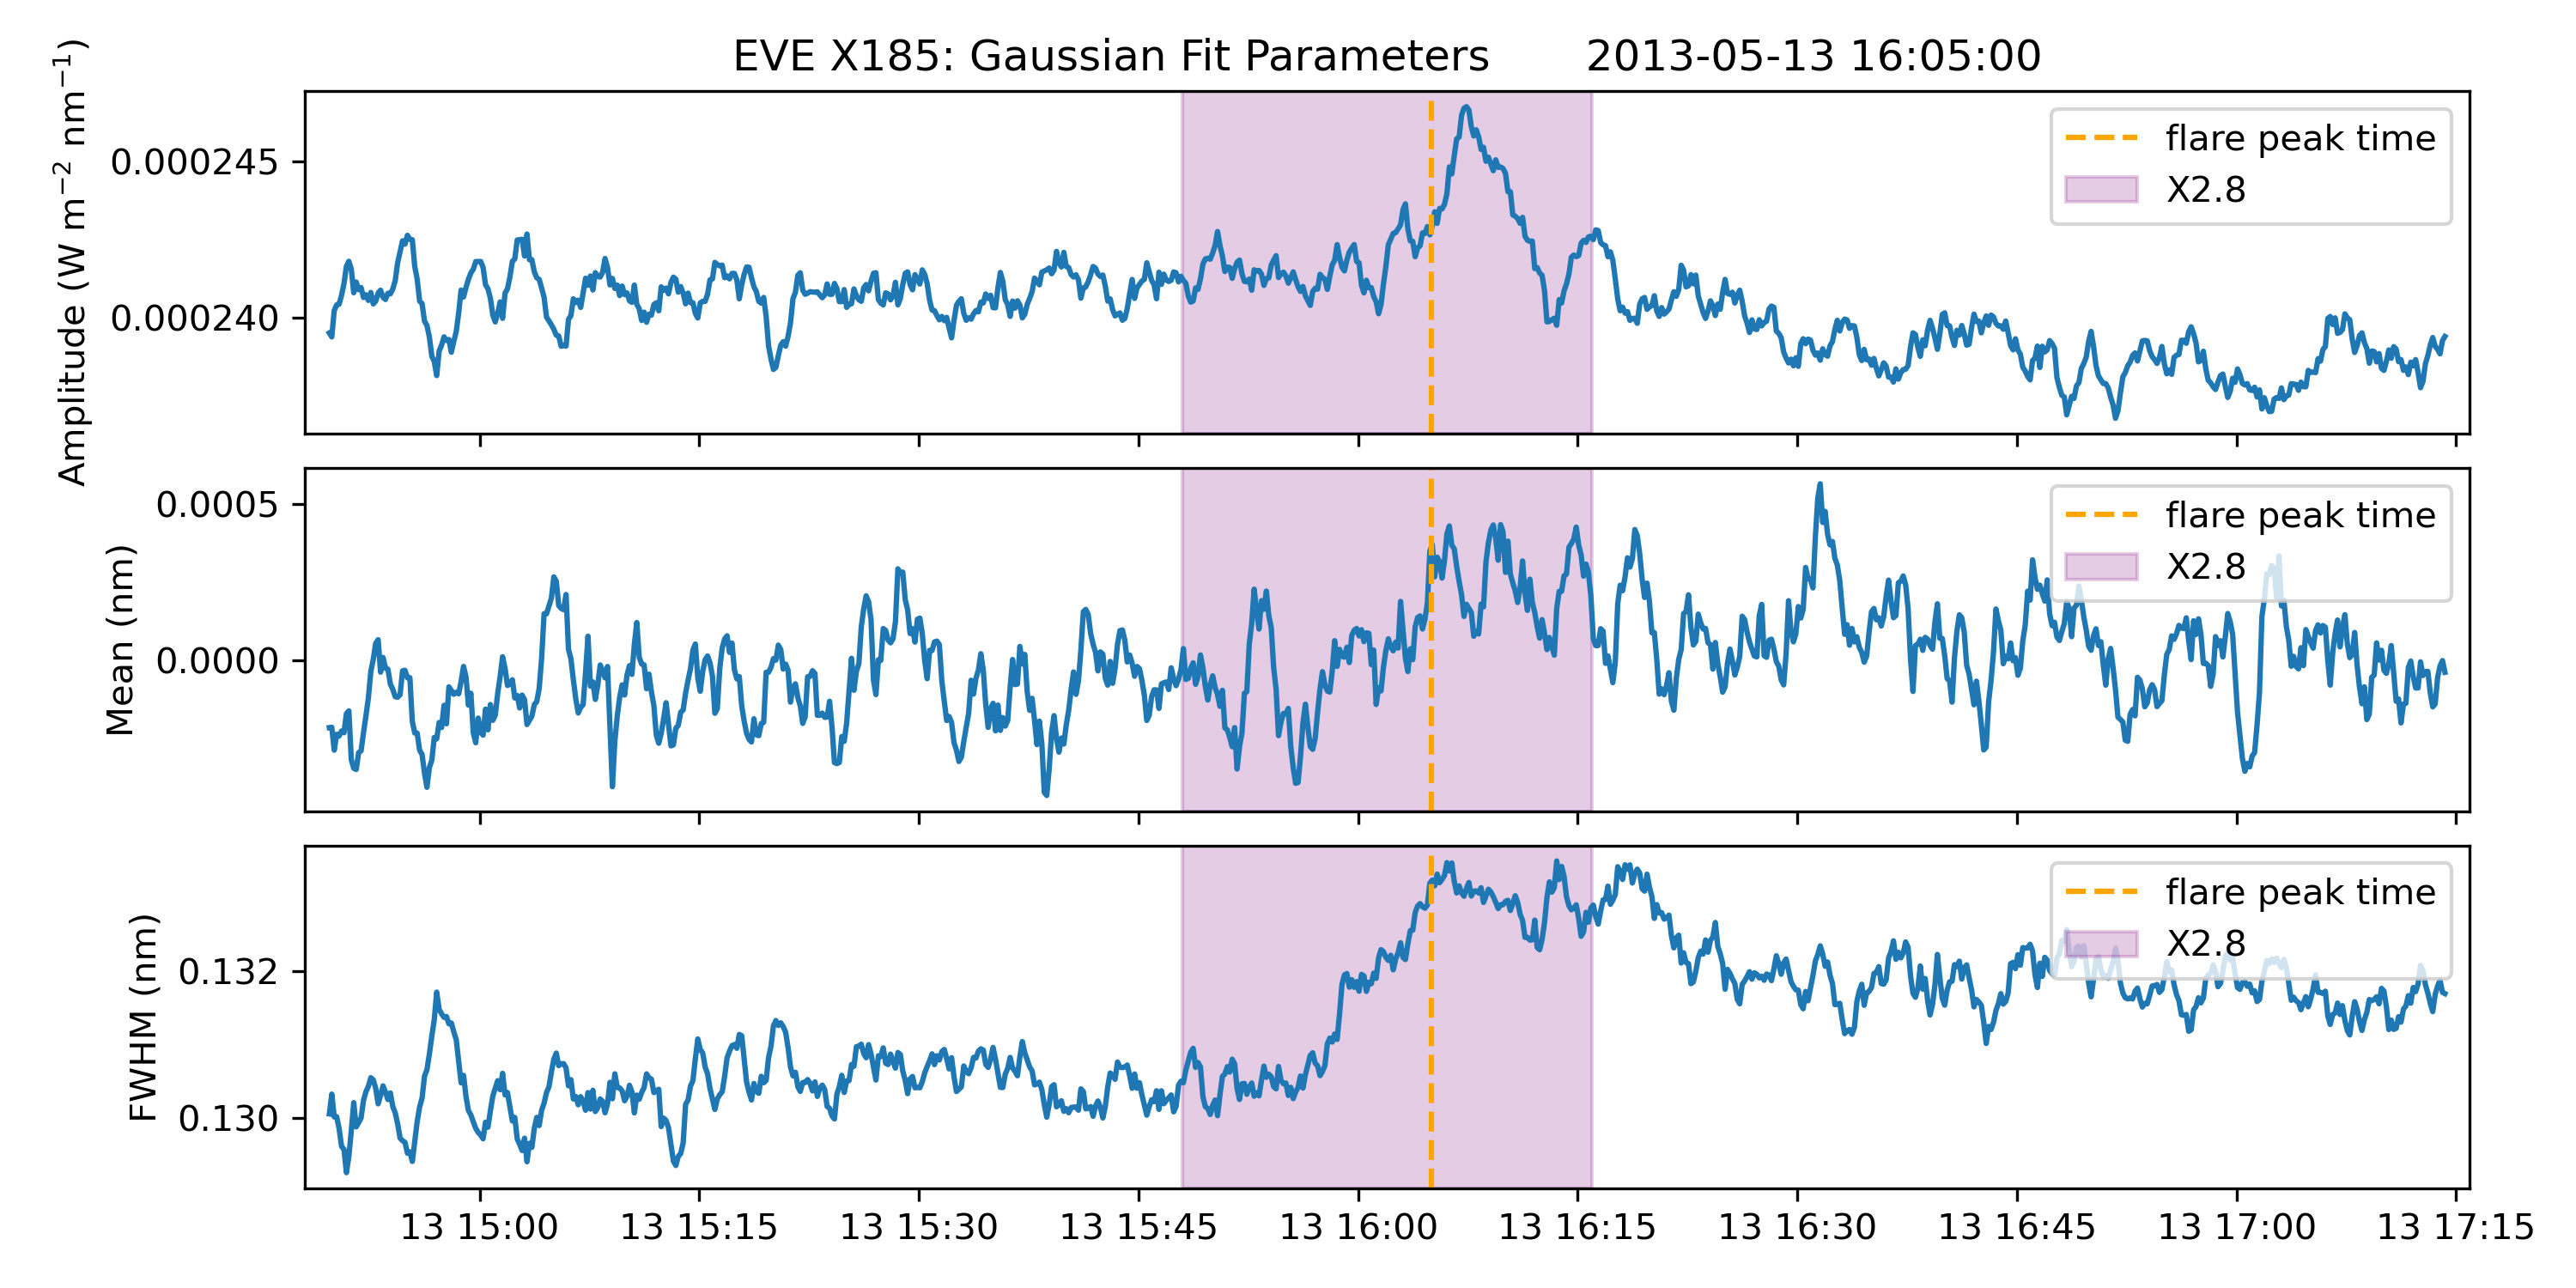 EVE X185: Gaussian Fit Parameters 2013-05-13 16:05:00
Amplitude (W m⁻² nm⁻¹)
0.000245
0.000240
flare peak time
X2.8
Mean (nm)
0.0005
0.0000
flare peak time
X2.8
FWHM (nm)
0.132
0.130
flare peak time
X2.8
13 15:00 13 15:15 13 15:30 13 15:45 13 16:00 13 16:15 13 16:30 13 16:45 13 17:00 13 17:15